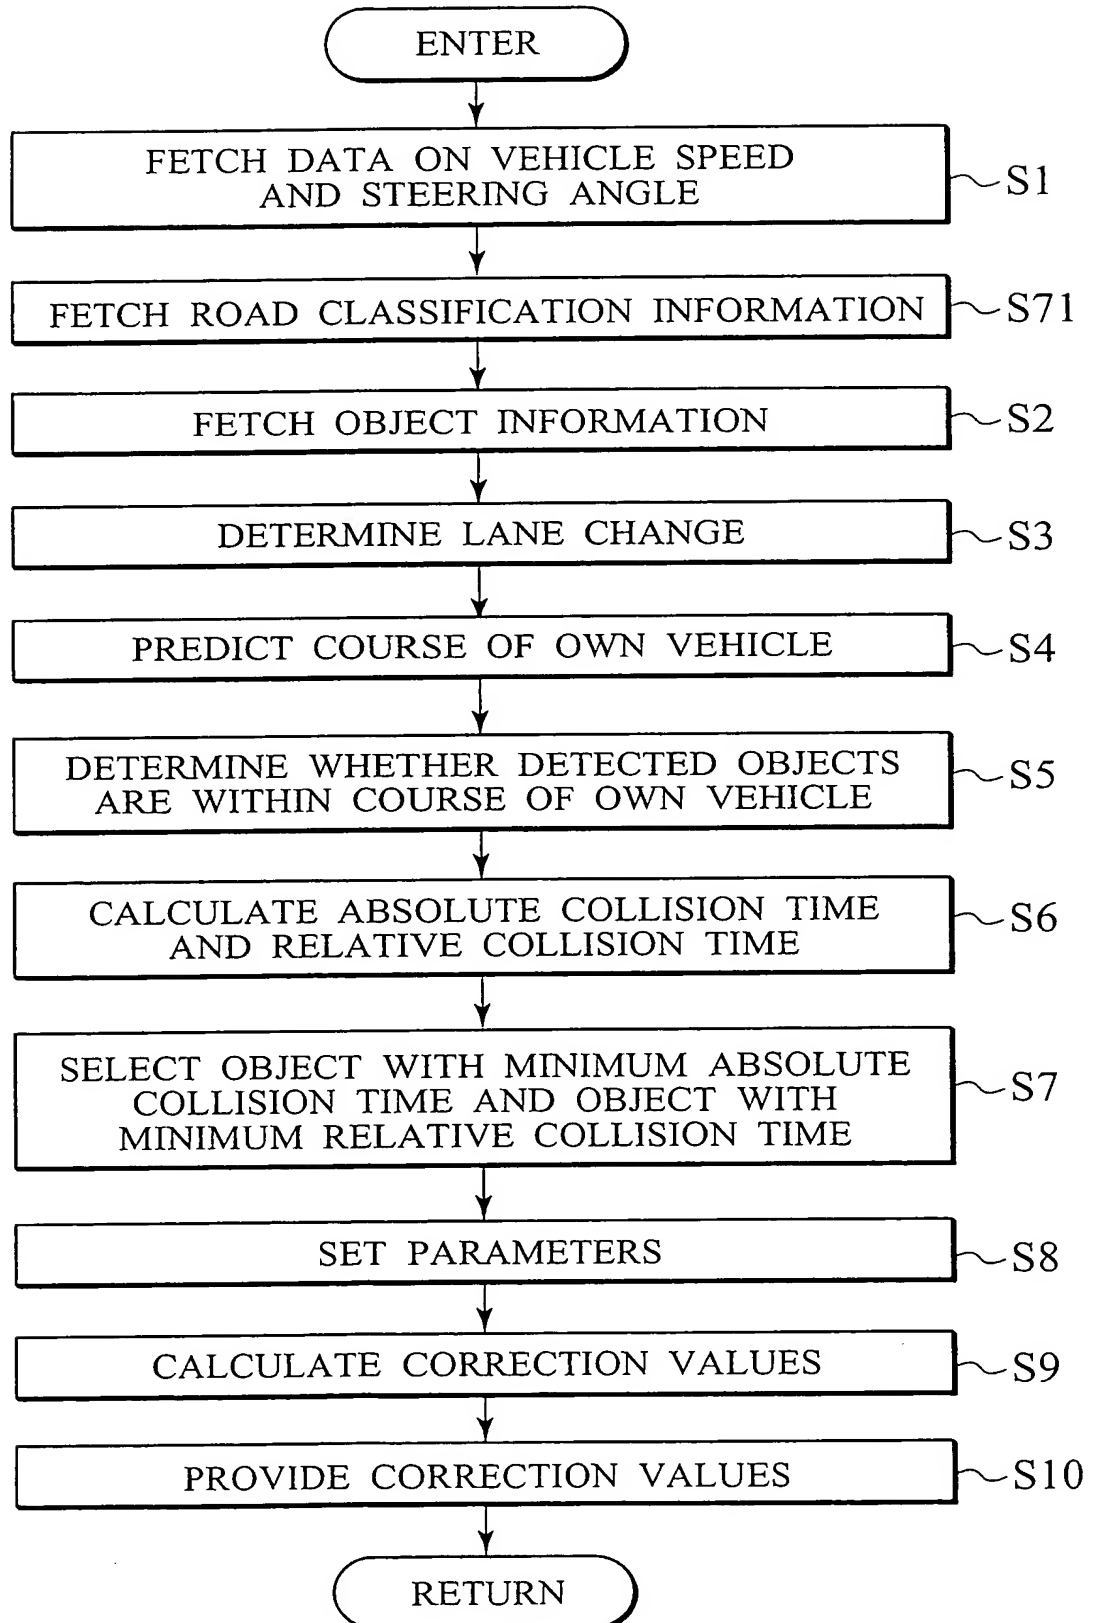 ENTER
FETCH DATA ON VEHICLE SPEED
AND STEERING ANGLE
S1
FETCH ROAD CLASSIFICATION INFORMATION
S71
FETCH OBJECT INFORMATION
S2
DETERMINE LANE CHANGE
S3
PREDICT COURSE OF OWN VEHICLE
S4
DETERMINE WHETHER DETECTED OBJECTS
ARE WITHIN COURSE OF OWN VEHICLE
S5
CALCULATE ABSOLUTE COLLISION TIME
AND RELATIVE COLLISION TIME
S6
SELECT OBJECT WITH MINIMUM ABSOLUTE
COLLISION TIME AND OBJECT WITH
MINIMUM RELATIVE COLLISION TIME
S7
SET PARAMETERS
S8
CALCULATE CORRECTION VALUES
S9
PROVIDE CORRECTION VALUES
S10
RETURN